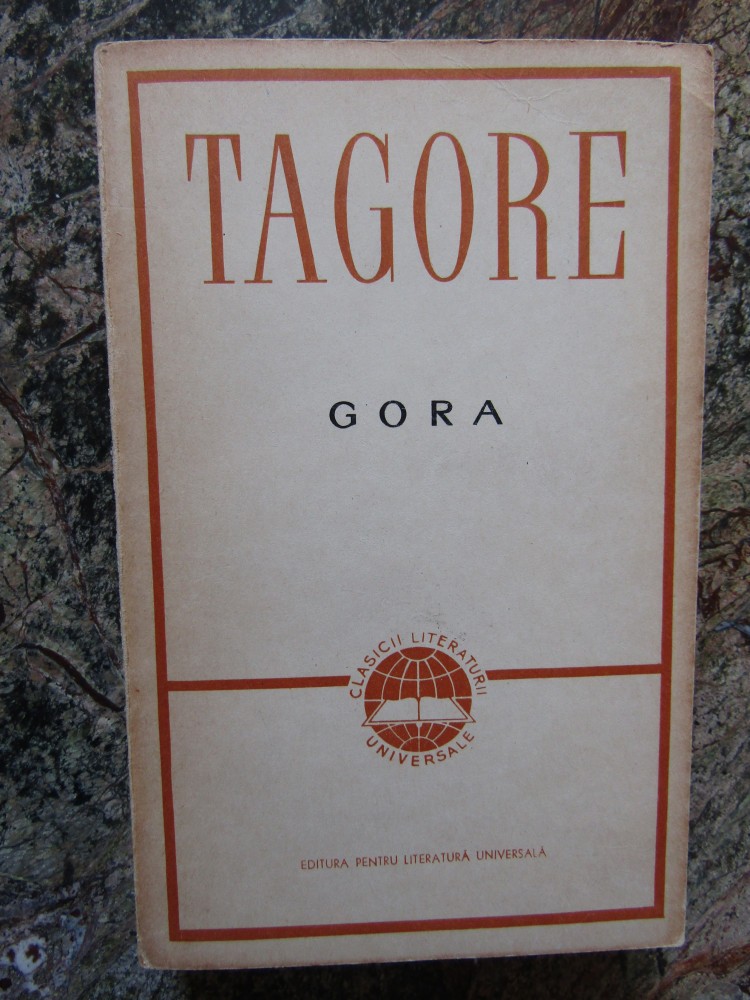 TAGORE
GORA
CLASICII LITERATURII
UNIVERSALE
EDITURA PENTRU LITERATURĂ UNIVERSALĂ